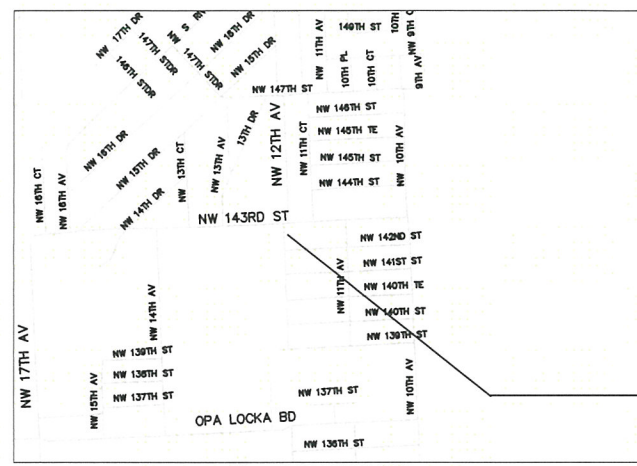 NW 17TH DR
147TH STDR
146TH STDR
NW S RI
147TH STDR
NW 16TH DR
NW 15TH DR
NW 11TH AV
149TH ST
10TH PL
10TH CT
10TH
NW 9TH C
9TH AV
NW 147TH ST
NW 146TH ST
NW 145TH TE
NW 145TH ST
NW 144TH ST
NW 10TH AV
NW 11TH CT
NW 12TH AV
13TH DR
NW 13TH AV
NW 13TH CT
NW 16TH DR
NW 15TH DR
NW 14TH DR
NW 16TH CT
NW 16TH AV
NW 143RD ST
NW 142ND ST
NW 141ST ST
NW 140TH TE
NW 140TH ST
NW 139TH ST
NW 11TH AV
NW 14TH AV
NW 17TH AV
NW 139TH ST
NW 138TH ST
NW 137TH ST
NW 15TH AV
NW 137TH ST
NW 10TH AV
OPA LOCKA BD
NW 136TH ST